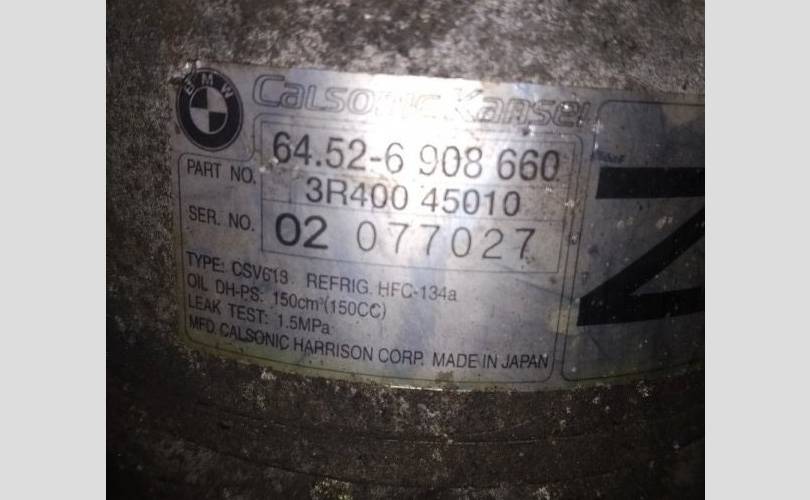 BMW
Calsonic Kansei
64.52-6 908 660
PART NO. 3R400 45010
SER. NO. 02 077027
TYPE: CSV613 REFRIG. HFC-134a
OIL DH-PS: 150cm³(150CC)
LEAK TEST: 1.5MPa
MFD. CALSONIC HARRISON CORP. MADE IN JAPAN